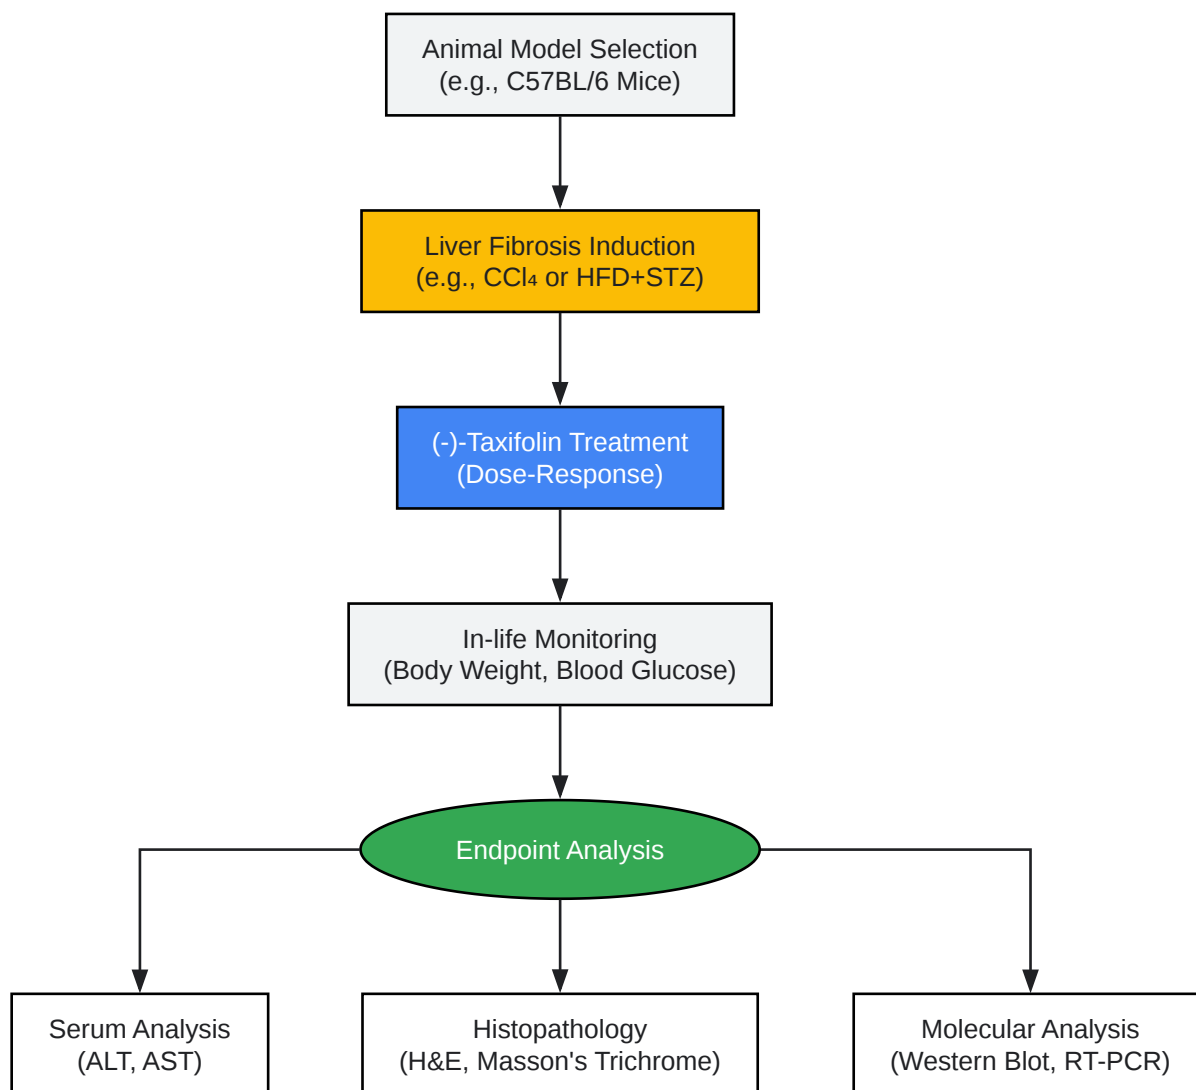 Animal Model Selection
(e.g., C57BL/6 Mice)
Liver Fibrosis Induction
(e.g., CCl₄ or HFD+STZ)
(-)-Taxifolin Treatment
(Dose-Response)
In-life Monitoring
(Body Weight, Blood Glucose)
Endpoint Analysis
Serum Analysis
(ALT, AST)
Histopathology
(H&E, Masson's Trichrome)
Molecular Analysis
(Western Blot, RT-PCR)